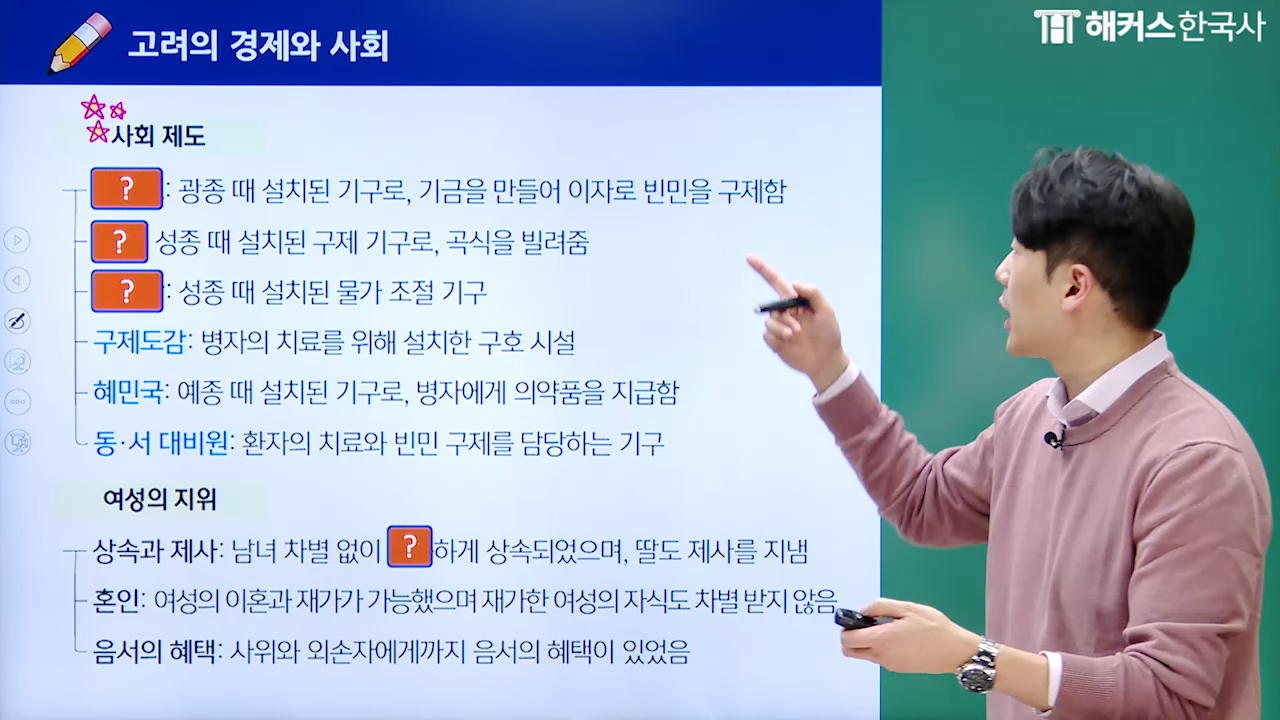 고려의 경제와 사회
해커스한국사
사회 제도
?: 광종 때 설치된 기구로, 기금을 만들어 이자로 빈민을 구제함
? 성종 때 설치된 구제 기구로, 곡식을 빌려줌
?: 성종 때 설치된 물가 조절 기구
구제도감: 병자의 치료를 위해 설치한 구호 시설
혜민국: 예종 때 설치된 기구로, 병자에게 의약품을 지급함
동·서 대비원: 환자의 치료와 빈민 구제를 담당하는 기구
여성의 지위
상속과 제사: 남녀 차별 없이 ?하게 상속되었으며, 딸도 제사를 지냄
혼인: 여성의 이혼과 재가가 가능했으며 재가한 여성의 자식도 차별 받지 않음
음서의 혜택: 사위와 외손자에게까지 음서의 혜택이 있었음